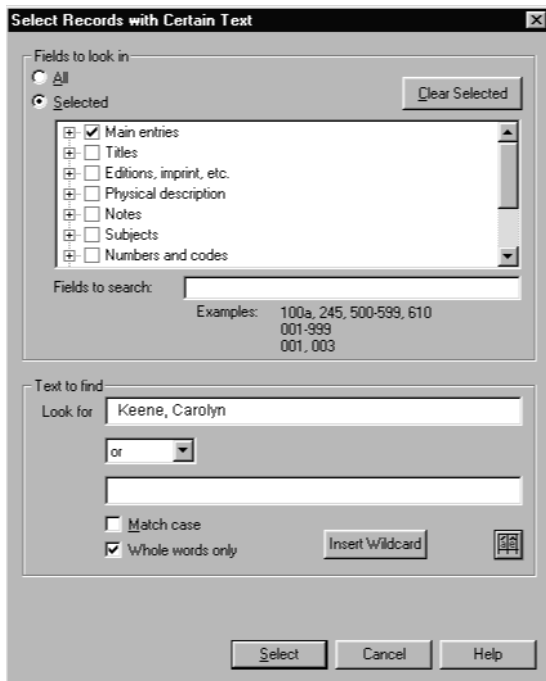 Select Records with Certain Text
Fields to look in
All
Selected
Clear Selected
Main entries
Titles
Editions, imprint, etc.
Physical description
Notes
Subjects
Numbers and codes
Fields to search:
Examples: 100a, 245, 500-599, 610
001-999
001, 003
Text to find
Look for Keene, Carolyn
or
Match case
Whole words only
Insert Wildcard
Select Cancel Help